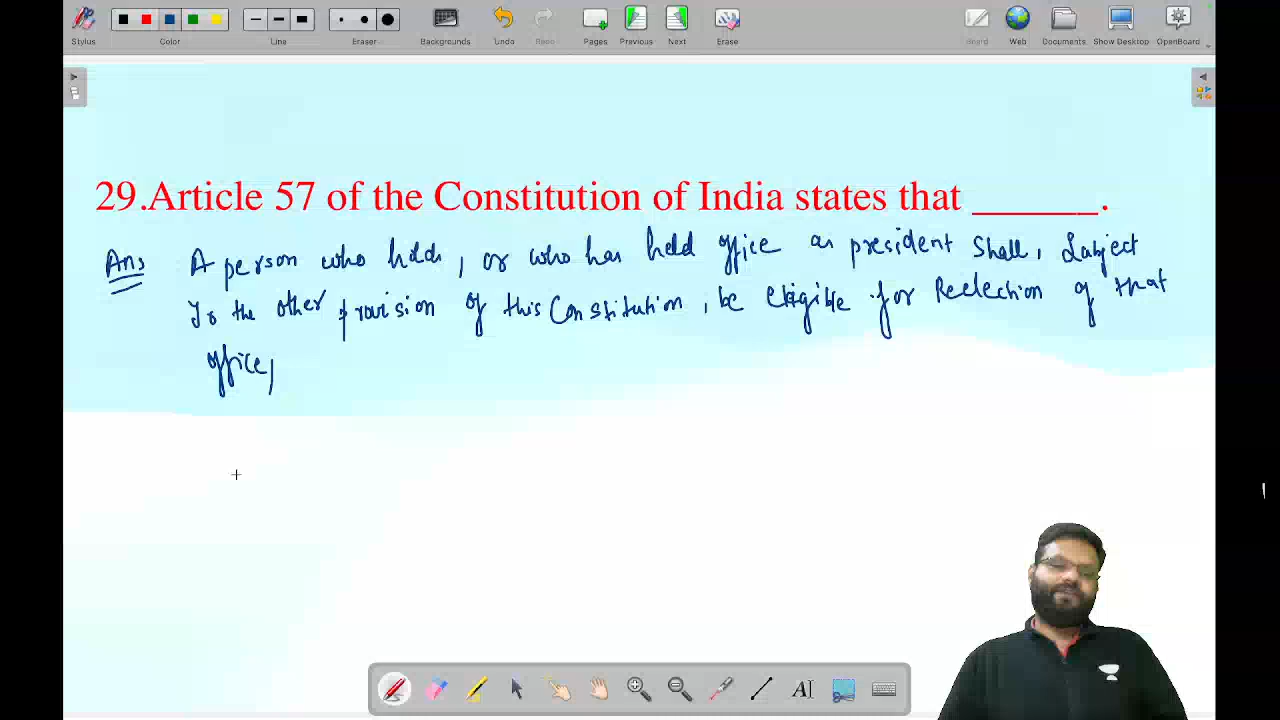 Stylus Color Line Eraser Backgrounds Undo Redo Pages Previous Next Erase Board Web Documents Show Desktop OpenBoard
29.Article 57 of the Constitution of India states that ______.
Ans A person who holds, or who has held office as president shall, subject
to the other provision of this Constitution, be eligible for Reelection of that
office,